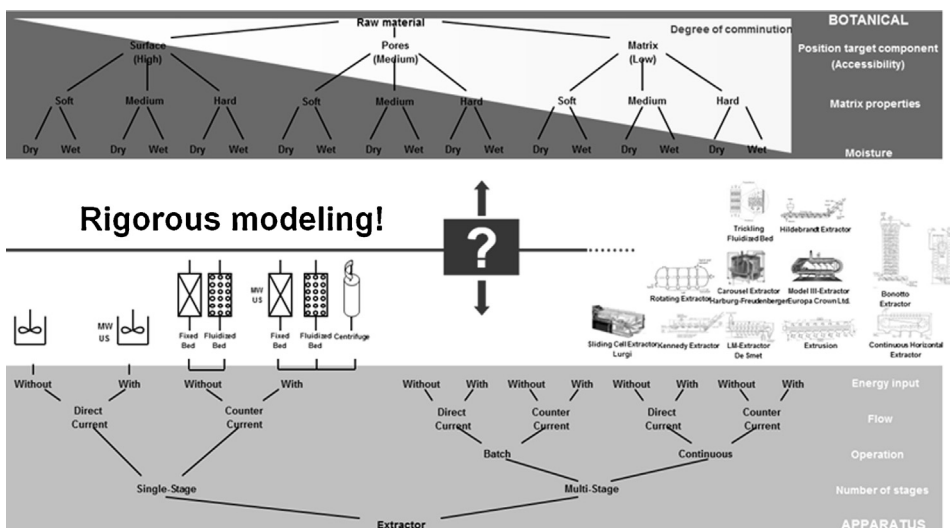 Raw material
BOTANICAL
Degree of comminution
Surface
(High)
Pores
(Medium)
Matrix
(Low)
Position target component
(Accessibility)
Soft Medium Hard Soft Medium Hard Soft Medium Hard
Matrix properties
Dry Wet Dry Wet Dry Wet Dry Wet Dry Wet Dry Wet Dry Wet Dry Wet Dry Wet
Moisture
Rigorous modeling!
?
Trickling
Fluidized Bed
Hildebrandt Extractor
MW
US
MW
US
Fixed
Bed
Fluidized
Bed
Fixed
Bed
Fluidized
Bed
Centrifuge
Rotating Extractor
Carousel Extractor
Harburg-Freudenberger
Model III-Extractor
Europa Crown Ltd.
Bonotto
Extractor
Sliding Cell Extractor
Lurgi
Kennedy Extractor
LM-Extractor
De Smet
Extrusion
Continuous Horizontal
Extractor
Without With Without With Without With Without With Without With Without With
Energy input
Direct
Current
Counter
Current
Direct
Current
Counter
Current
Direct
Current
Counter
Current
Flow
Batch Continuous
Operation
Single-Stage Multi-Stage
Number of stages
Extractor
APPARATUS